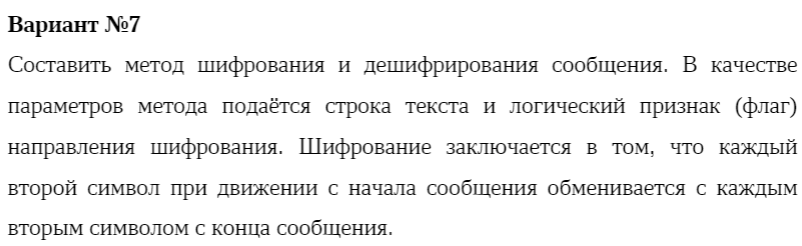 Вариант №7
Составить метод шифрования и дешифрирования сообщения. В качестве
параметров метода подаётся строка текста и логический признак (флаг)
направления шифрования. Шифрование заключается в том, что каждый
второй символ при движении с начала сообщения обменивается с каждым
вторым символом с конца сообщения.